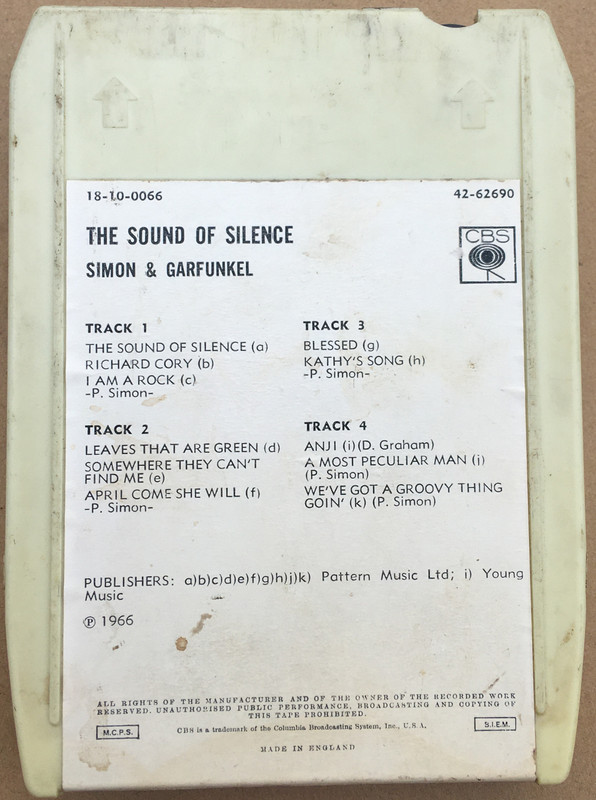 18-10-0066
42-62690
THE SOUND OF SILENCE
SIMON & GARFUNKEL
CBS
TRACK 1
THE SOUND OF SILENCE (a)
RICHARD CORY (b)
I AM A ROCK (c)
-P. Simon-
TRACK 2
LEAVES THAT ARE GREEN (d)
SOMEWHERE THEY CAN'T
FIND ME (e)
APRIL COME SHE WILL (f)
-P. Simon-
TRACK 3
BLESSED (g)
KATHY'S SONG (h)
-P. Simon-
TRACK 4
ANJI (i)(D. Graham)
A MOST PECULIAR MAN (j)
(P. Simon)
WE'VE GOT A GROOVY THING
GOIN' (k) (P. Simon)
PUBLISHERS: a)b)c)d)e)f)g)h)j)k) Pattern Music Ltd; i) Young
Music
℗ 1966
ALL RIGHTS OF THE MANUFACTURER AND OF THE OWNER OF THE RECORDED WORK
RESERVED. UNAUTHORISED PUBLIC PERFORMANCE, BROADCASTING AND COPYING OF
THIS TAPE PROHIBITED.
M.C.P.S.
CBS is a trademark of the Columbia Broadcasting System, Inc., U.S.A.
B.I.E.M.
MADE IN ENGLAND